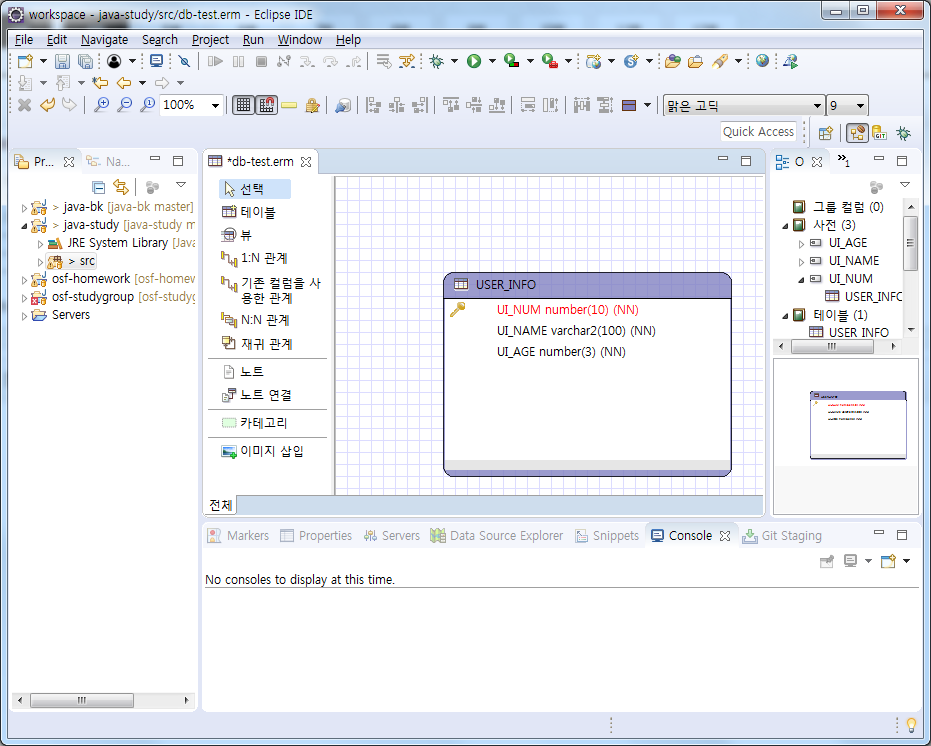 workspace - java-study/src/db-test.erm - Eclipse IDE
File Edit Navigate Search Project Run Window Help
100%
맑은 고딕
9
Quick Access
GIT
Pr...
Na...
> java-bk [java-bk master]
> java-study [java-study m
JRE System Library [Java
> src
osf-homework [osf-homew
osf-studygroup [osf-studyg
Servers
*db-test.erm
선택
테이블
뷰
1:N 관계
기존 컬럼을 사
용한 관계
N:N 관계
재귀 관계
노트
노트 연결
카테고리
이미지 삽입
전체
USER_INFO
UI_NUM number(10) (NN)
UI_NAME varchar2(100) (NN)
UI_AGE number(3) (NN)
O
»1
그룹 컬럼 (0)
사전 (3)
UI_AGE
UI_NAME
UI_NUM
USER_INFO
테이블 (1)
USER_INFO
Markers Properties Servers Data Source Explorer Snippets Console Git Staging
No consoles to display at this time.